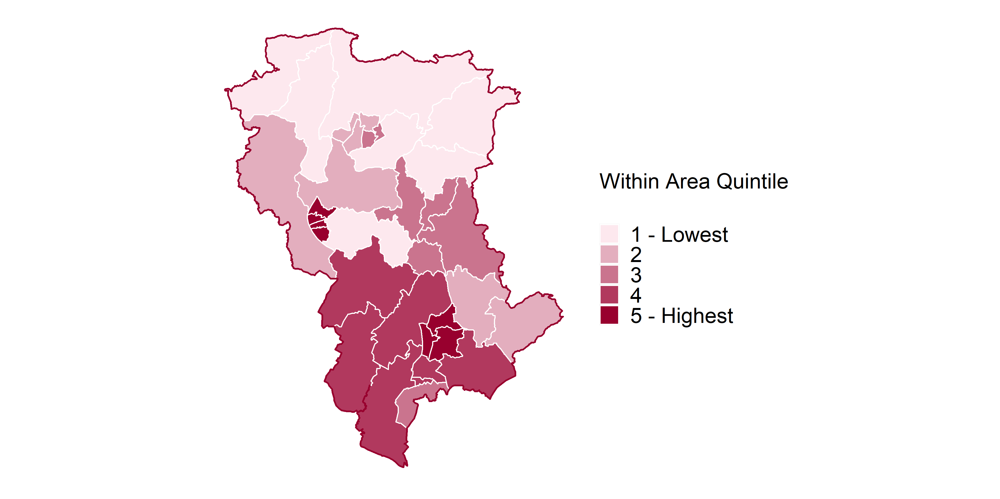 Within Area Quintile
1 - Lowest
2
3
4
5 - Highest